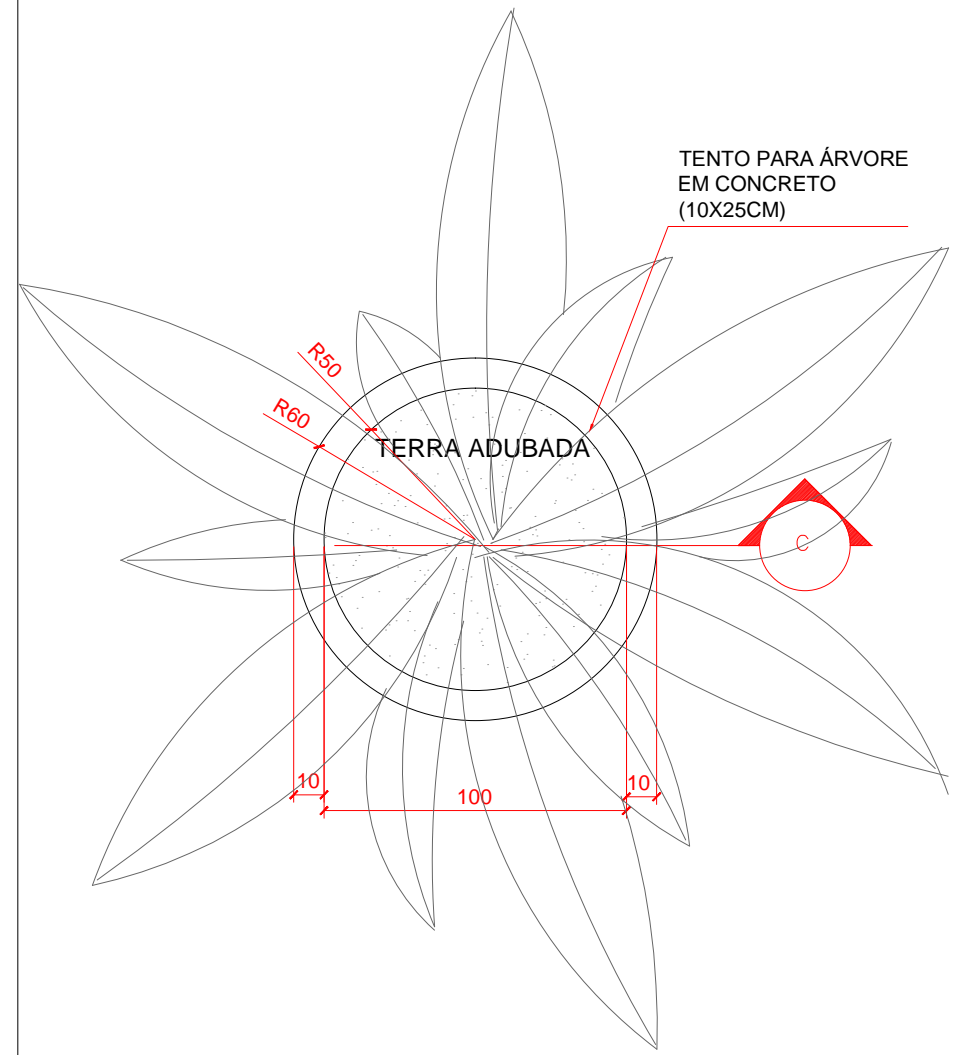 TENTO PARA ÁRVORE
EM CONCRETO
(10X25CM)
R50
R60
TERRA ADUBADA
C
10
100
10